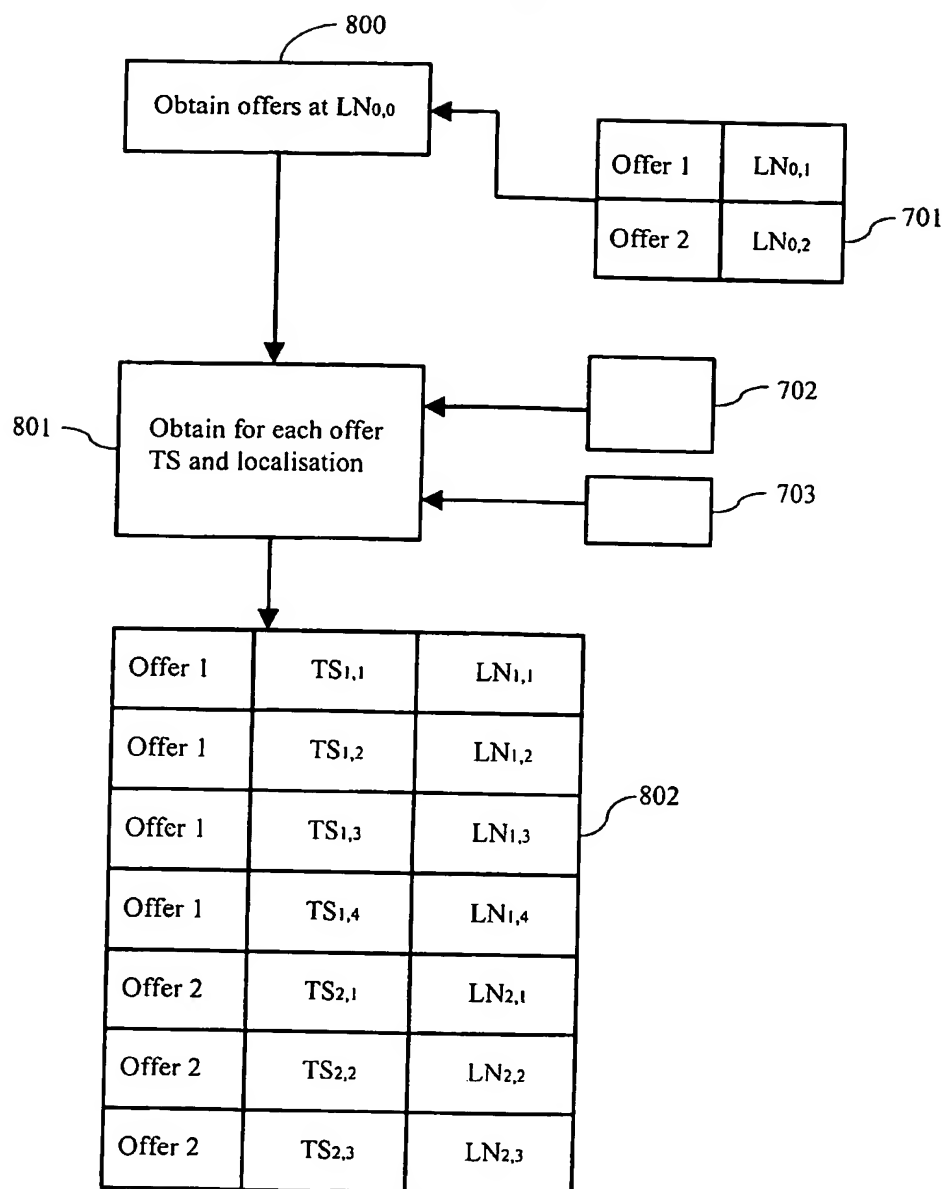 800
Obtain offers at LN0,0
Offer 1 LN0,1
Offer 2 LN0,2
701
702
801
Obtain for each offer
TS and localisation
703
Offer 1 TS1,1 LN1,1
Offer 1 TS1,2 LN1,2
802
Offer 1 TS1,3 LN1,3
Offer 1 TS1,4 LN1,4
Offer 2 TS2,1 LN2,1
Offer 2 TS2,2 LN2,2
Offer 2 TS2,3 LN2,3